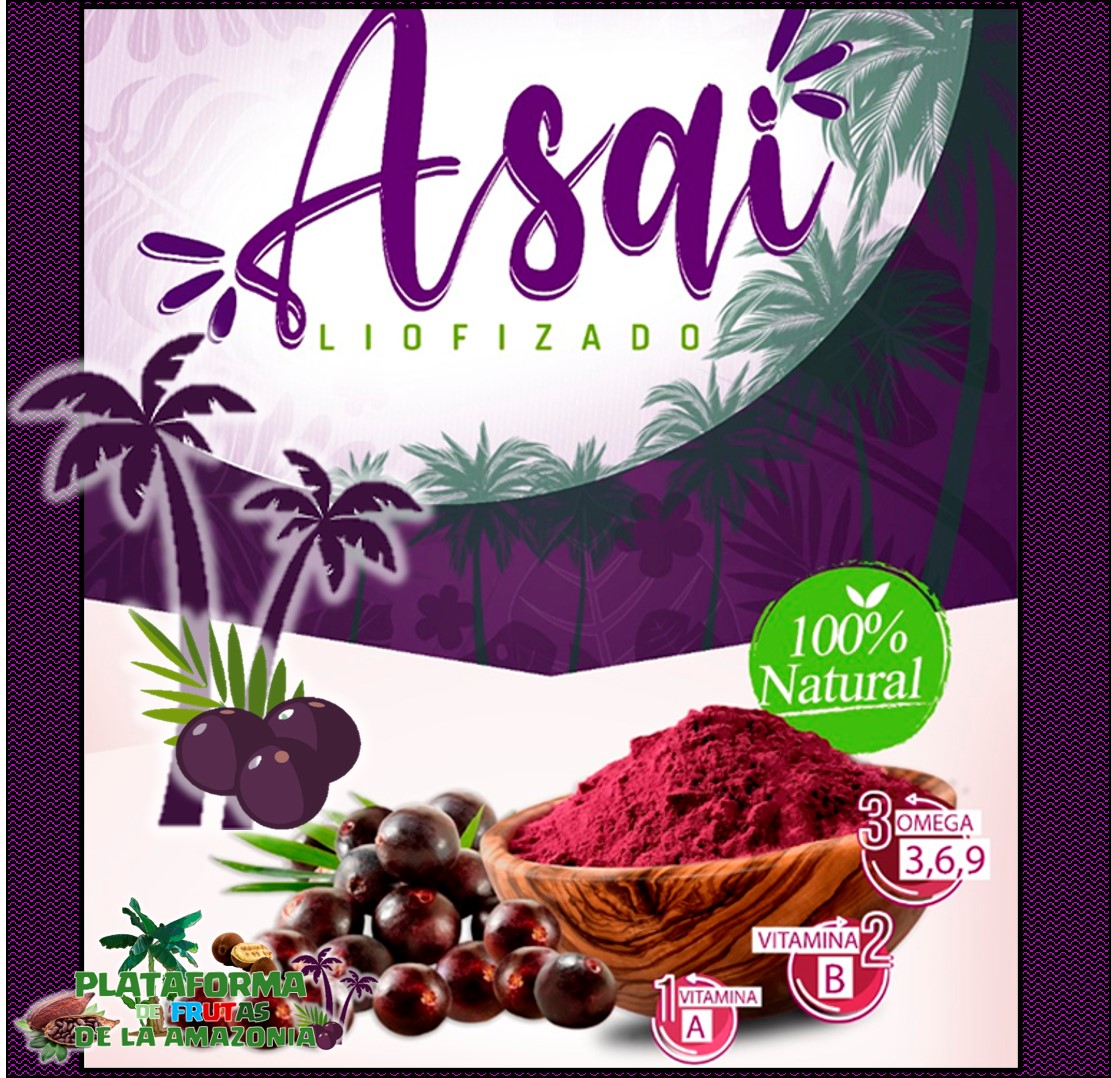 Asai
LIOFIZADO
100%
Natural
3 OMEGA
3,6,9
VITAMINA 2
B
1 VITAMINA
A
PLATAFORMA
DE FRUTAS
DE LA AMAZONIA